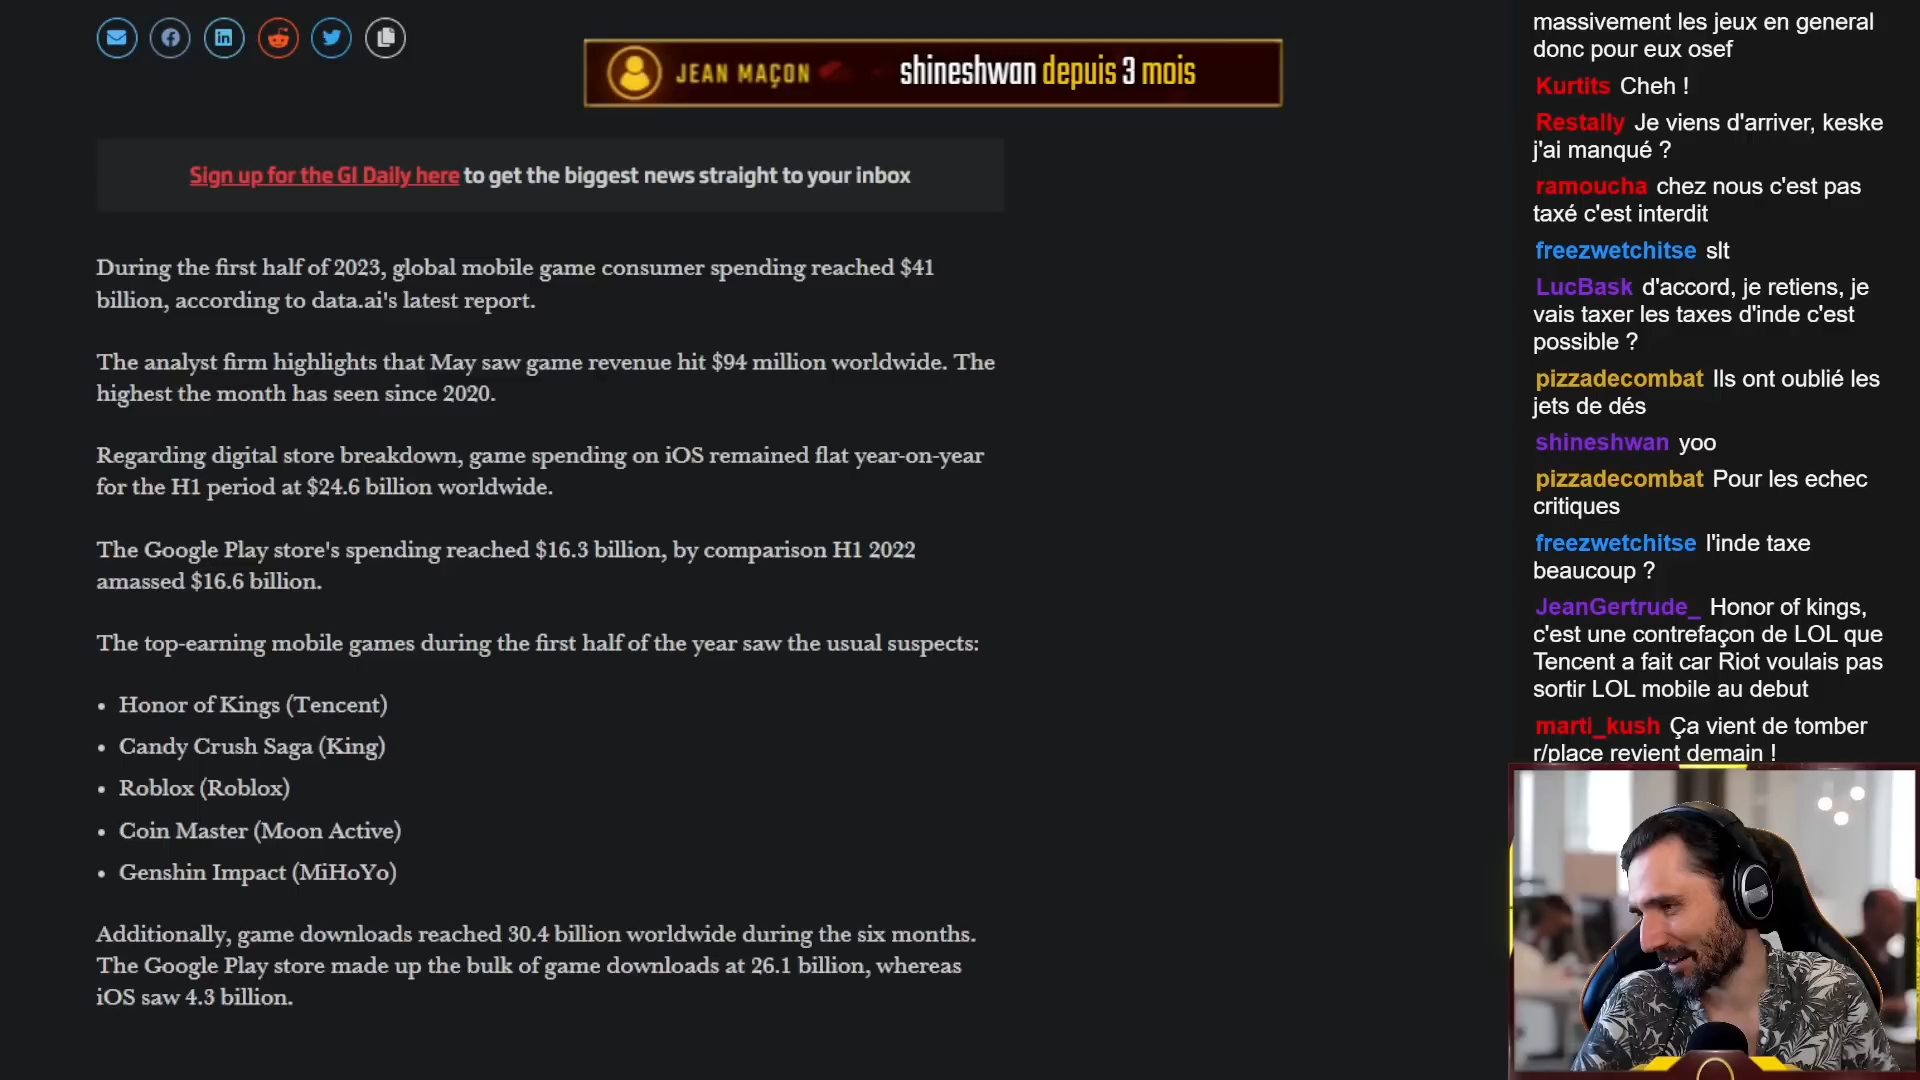 JEAN MAÇON shineshwan depuis 3 mois
Sign up for the GI Daily here to get the biggest news straight to your inbox
During the first half of 2023, global mobile game consumer spending reached $41
billion, according to data.ai's latest report.
The analyst firm highlights that May saw game revenue hit $94 million worldwide. The
highest the month has seen since 2020.
Regarding digital store breakdown, game spending on iOS remained flat year-on-year
for the H1 period at $24.6 billion worldwide.
The Google Play store's spending reached $16.3 billion, by comparison H1 2022
amassed $16.6 billion.
The top-earning mobile games during the first half of the year saw the usual suspects:
• Honor of Kings (Tencent)
• Candy Crush Saga (King)
• Roblox (Roblox)
• Coin Master (Moon Active)
• Genshin Impact (MiHoYo)
Additionally, game downloads reached 30.4 billion worldwide during the six months.
The Google Play store made up the bulk of game downloads at 26.1 billion, whereas
iOS saw 4.3 billion.
massivement les jeux en general
donc pour eux osef
Kurtits Cheh !
Restally Je viens d'arriver, keske
j'ai manqué ?
ramoucha chez nous c'est pas
taxé c'est interdit
freezwetchitse slt
LucBask d'accord, je retiens, je
vais taxer les taxes d'inde c'est
possible ?
pizzadecombat Ils ont oublié les
jets de dés
shineshwan yoo
pizzadecombat Pour les echec
critiques
freezwetchitse l'inde taxe
beaucoup ?
JeanGertrude_ Honor of kings,
c'est une contrefaçon de LOL que
Tencent a fait car Riot voulais pas
sortir LOL mobile au debut
marti_kush Ça vient de tomber
r/place revient demain !